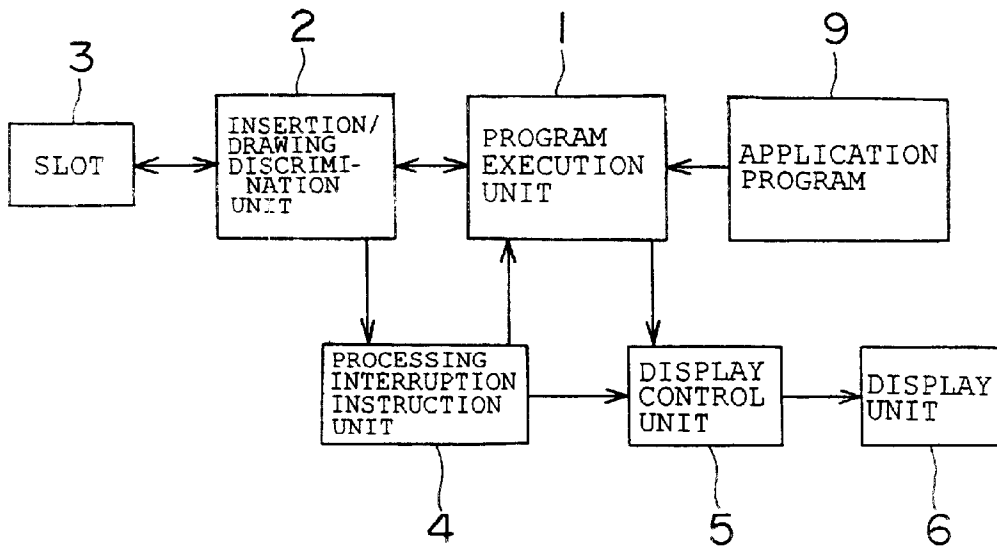 3
2
1
9
SLOT
INSERTION/
DRAWING
DISCRIMI-
NATION
UNIT
PROGRAM
EXECUTION
UNIT
APPLICATION
PROGRAM
PROCESSING
INTERRUPTION
INSTRUCTION
UNIT
DISPLAY
CONTROL
UNIT
DISPLAY
UNIT
4
5
6